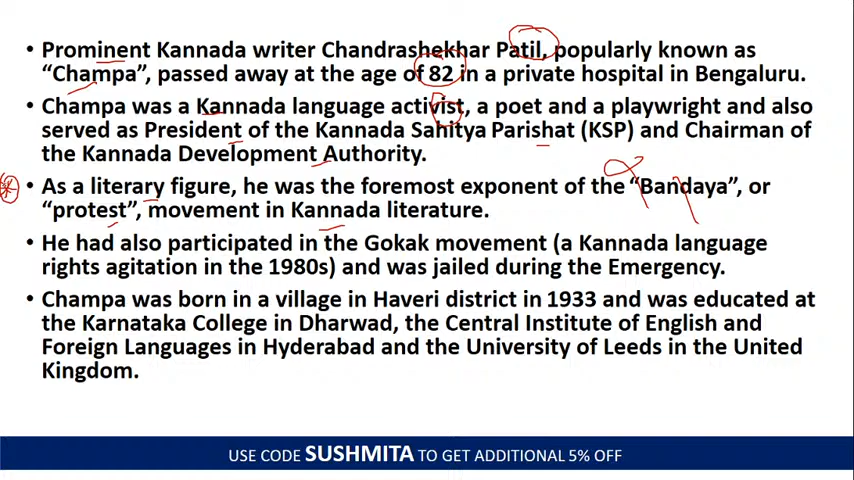 • Prominent Kannada writer Chandrashekhar Patil, popularly known as
“Champa”, passed away at the age of 82 in a private hospital in Bengaluru.
• Champa was a Kannada language activist, a poet and a playwright and also
served as President of the Kannada Sahitya Parishat (KSP) and Chairman of
the Kannada Development Authority.
• As a literary figure, he was the foremost exponent of the “Bandaya”, or
“protest”, movement in Kannada literature.
• He had also participated in the Gokak movement (a Kannada language
rights agitation in the 1980s) and was jailed during the Emergency.
• Champa was born in a village in Haveri district in 1933 and was educated at
the Karnataka College in Dharwad, the Central Institute of English and
Foreign Languages in Hyderabad and the University of Leeds in the United
Kingdom.
USE CODE SUSHMITA TO GET ADDITIONAL 5% OFF